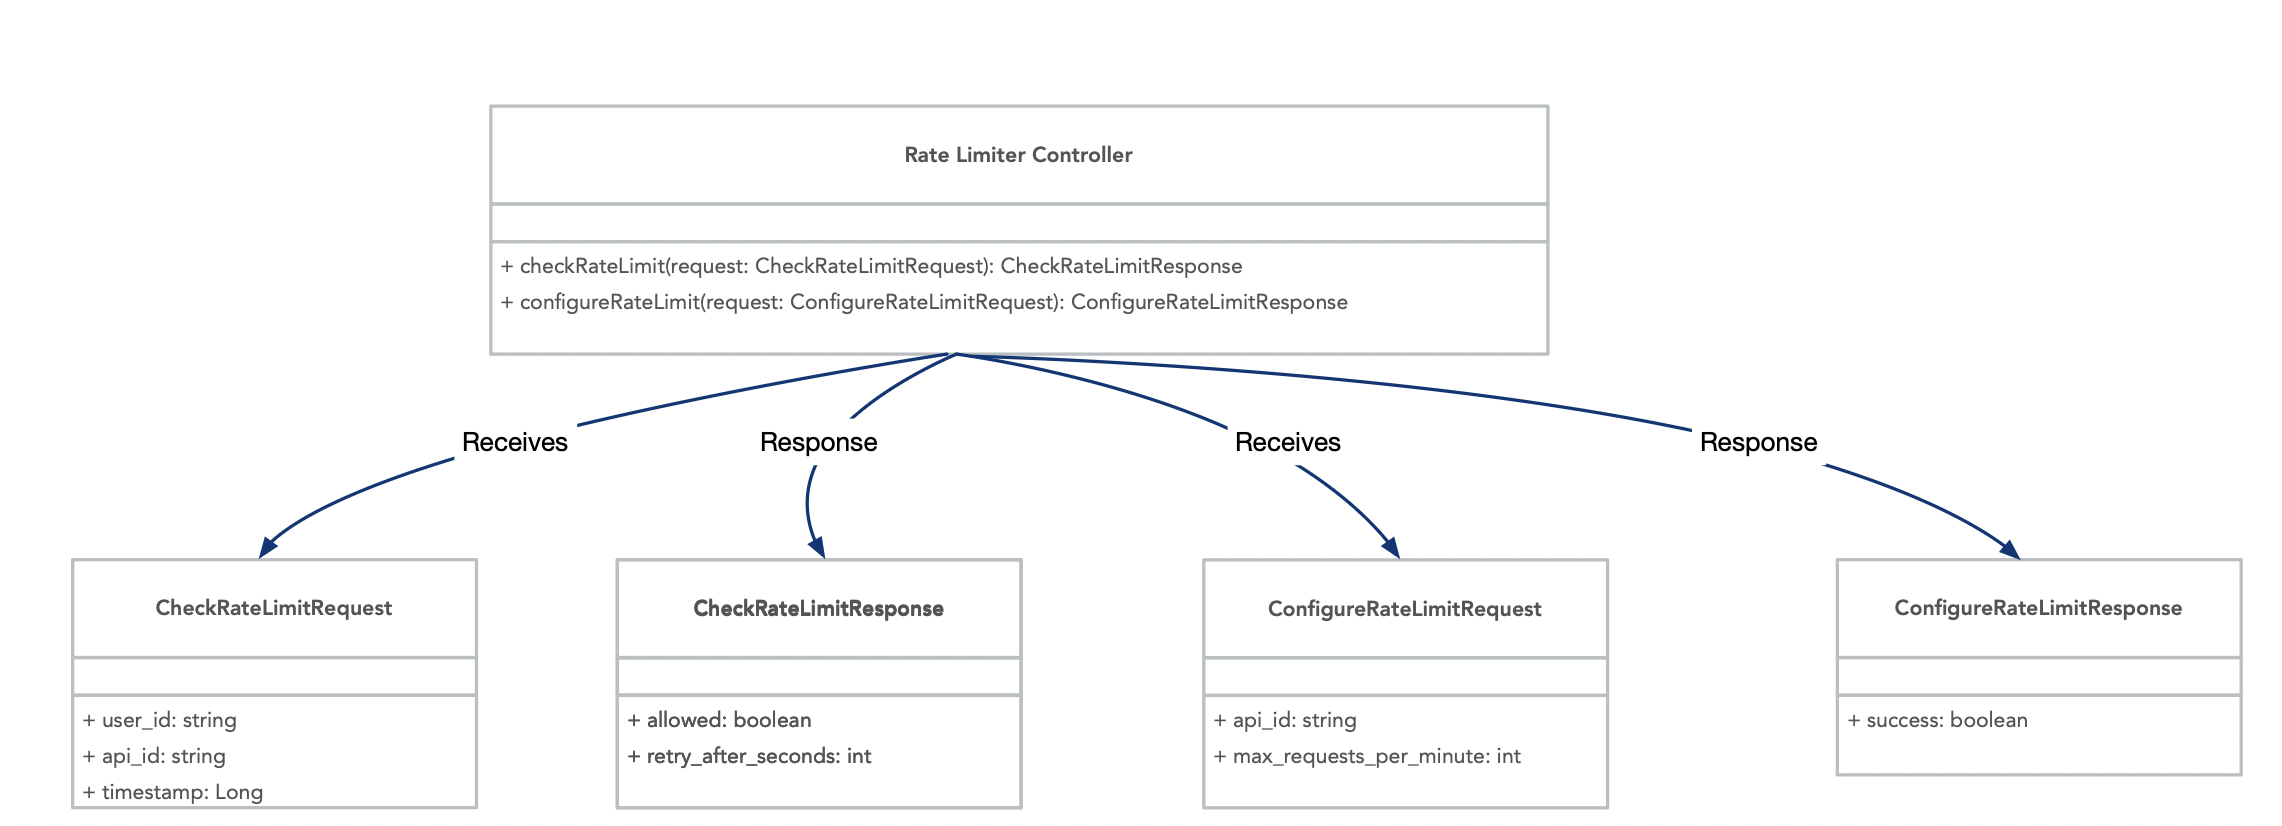 Rate Limiter Controller
+ checkRateLimit(request: CheckRateLimitRequest): CheckRateLimitResponse
+ configureRateLimit(request: ConfigureRateLimitRequest): ConfigureRateLimitResponse
Receives
Response
Receives
Response
CheckRateLimitRequest
+ user_id: string
+ api_id: string
+ timestamp: Long
CheckRateLimitResponse
+ allowed: boolean
+ retry_after_seconds: int
ConfigureRateLimitRequest
+ api_id: string
+ max_requests_per_minute: int
ConfigureRateLimitResponse
+ success: boolean